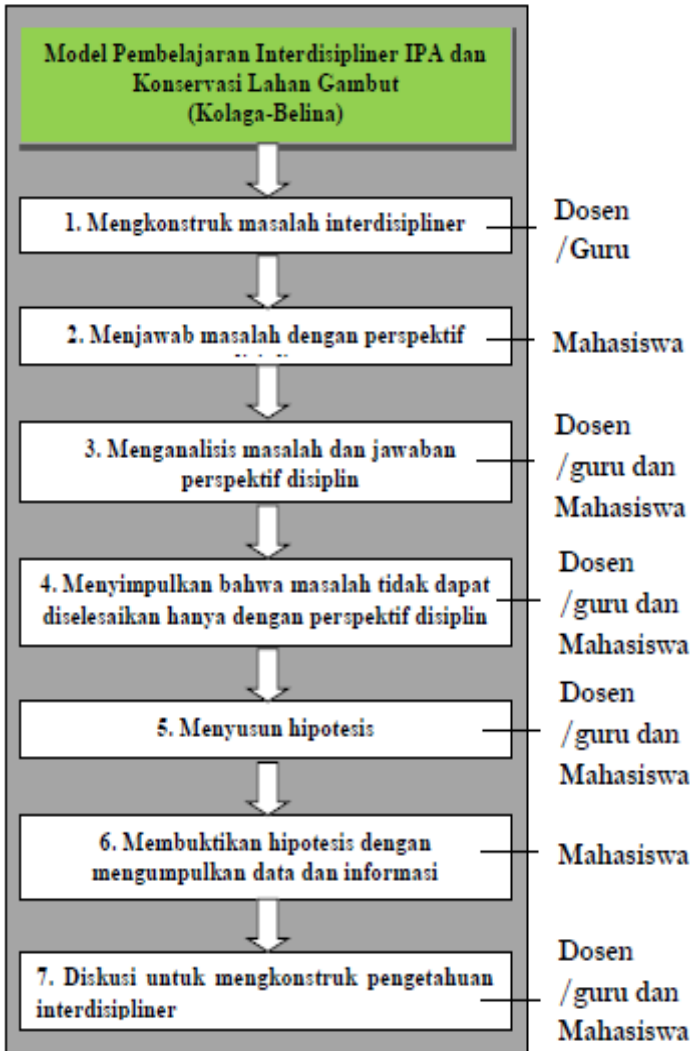 Model Pembelajaran Interdisipliner IPA dan
Konservasi Lahan Gambut
(Kolaga-Belina)
1. Mengkonstruk masalah interdisipliner
Dosen
/Guru
2. Menjawab masalah dengan perspektif
Mahasiswa
3. Menganalisis masalah dan jawaban
perspektif disiplin
Dosen
/guru dan
Mahasiswa
4. Menyimpulkan bahwa masalah tidak dapat
diselesaikan hanya dengan perspektif disiplin
Dosen
/guru dan
Mahasiswa
5. Menyusun hipotesis
Dosen
/guru dan
Mahasiswa
6. Membuktikan hipotesis dengan
mengumpulkan data dan informasi
Mahasiswa
7. Diskusi untuk mengkonstruk pengetahuan
interdisipliner
Dosen
/guru dan
Mahasiswa